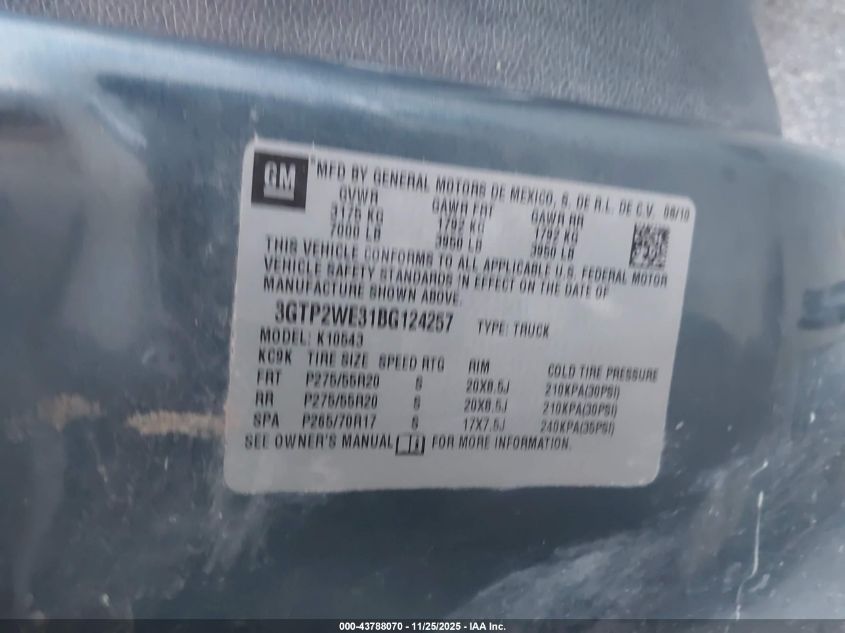 GM
MFD BY GENERAL MOTORS DE MEXICO, S. DE R.L. DE C.V. 08/10
GVWR GAWR FRT GAWR RR
3175 KG 1792 KG 1792 KG
7000 LB 3950 LB 3950 LB
THIS VEHICLE CONFORMS TO ALL APPLICABLE U.S. FEDERAL MOTOR
VEHICLE SAFETY STANDARDS IN EFFECT ON THE DATE OF
MANUFACTURE SHOWN ABOVE.
3GTP2WE31BG124257 TYPE: TRUCK
MODEL: K10543
KC9K TIRE SIZE SPEED RTG RIM COLD TIRE PRESSURE
FRT P275/55R20 S 20X8.5J 210KPA(30PSI)
RR P275/55R20 S 20X8.5J 210KPA(30PSI)
SPA P265/70R17 S 17X7.5J 240KPA(35PSI)
SEE OWNER'S MANUAL FOR MORE INFORMATION.
000-43788070 - 11/25/2025 - IAA Inc.